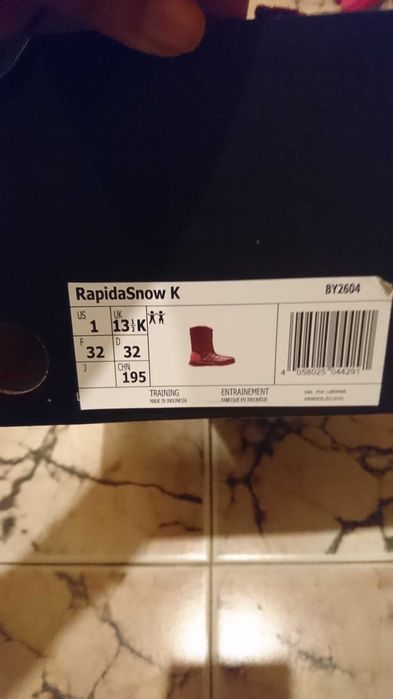 RapidaSnow K
BY2604
US UK
1 13½K
F D
32 32
J CHN
195
TRAINING
MADE IN INDONESIA
ENTRAINEMENT
FABRIQUÉ EN INDONÉSIE
4 058025 044291